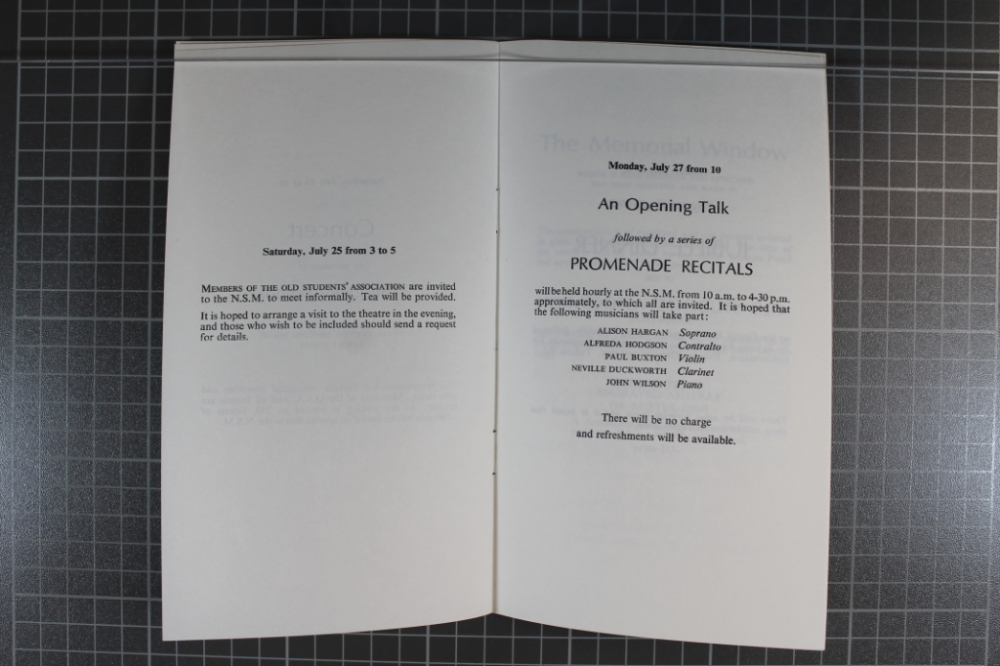 Saturday, July 25 from 3 to 5
MEMBERS OF THE OLD STUDENTS' ASSOCIATION are invited
to the N.S.M. to meet informally. Tea will be provided.
It is hoped to arrange a visit to the theatre in the evening,
and those who wish to be included should send a request
for details.
The Memorial Window
Monday, July 27 from 10
An Opening Talk
followed by a series of
PROMENADE RECITALS
will be held hourly at the N.S.M. from 10 a.m. to 4-30 p.m.
approximately, to which all are invited. It is hoped that
the following musicians will take part:
ALISON HARGAN Soprano
ALFREDA HODGSON Contralto
PAUL BUXTON Violin
NEVILLE DUCKWORTH Clarinet
JOHN WILSON Piano
There will be no charge
and refreshments will be available.